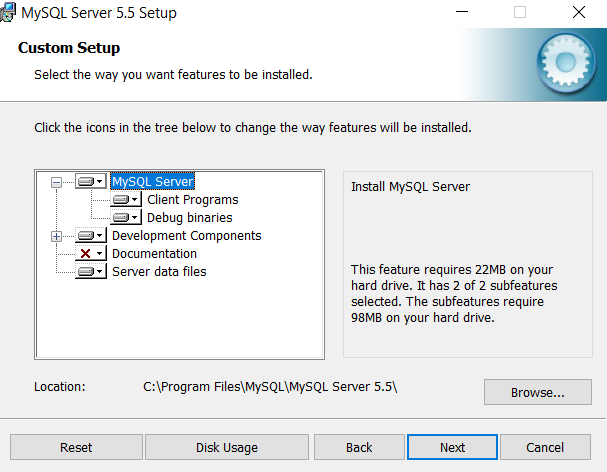 MySQL Server 5.5 Setup
Custom Setup
Select the way you want features to be installed.
Click the icons in the tree below to change the way features will be installed.
MySQL Server
Client Programs
Debug binaries
Development Components
Documentation
Server data files
Install MySQL Server
This feature requires 22MB on your
hard drive. It has 2 of 2 subfeatures
selected. The subfeatures require
98MB on your hard drive.
Location: C:\Program Files\MySQL\MySQL Server 5.5\
Browse...
Reset Disk Usage Back Next Cancel